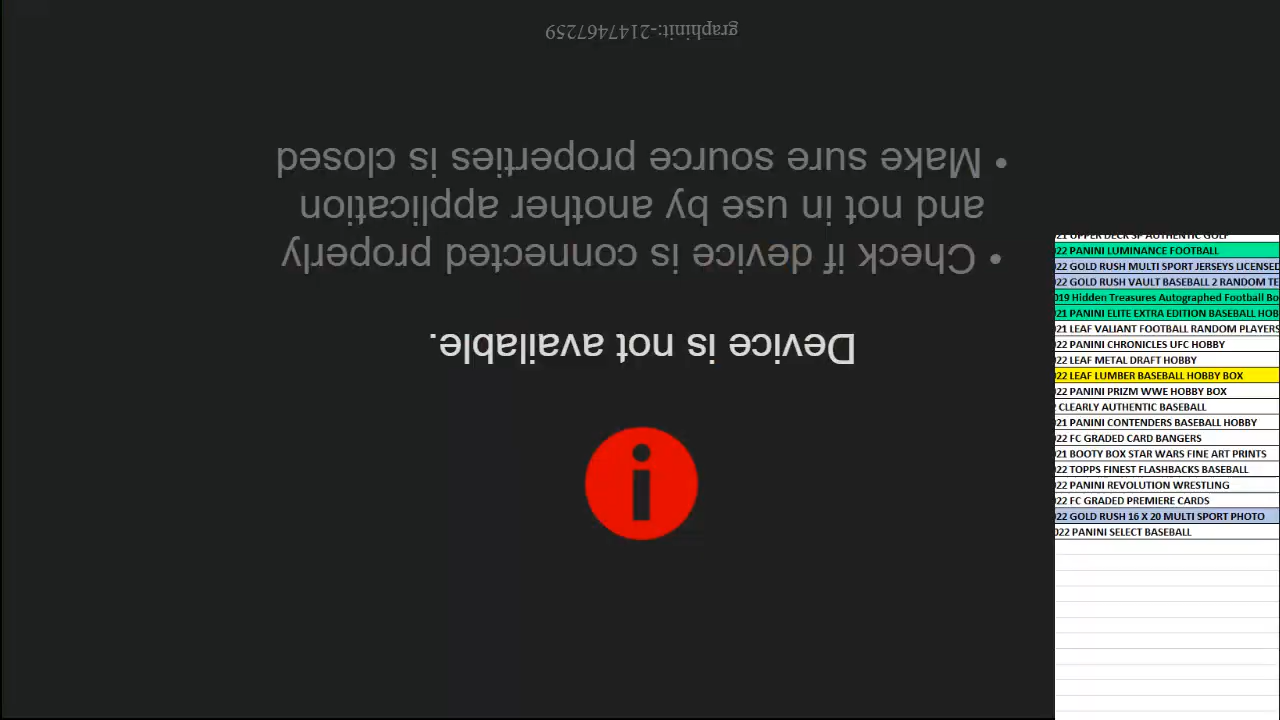 Device is not available.
• Check if device is connected properly
and not in use by another application
• Make sure source properties is closed
graphinit:-2147467259
21 UPPER DECK SP AUTHENTIC GOLF
22 PANINI LUMINANCE FOOTBALL
22 GOLD RUSH MULTI SPORT JERSEYS LICENSED
22 GOLD RUSH VAULT BASEBALL 2 RANDOM TE
019 Hidden Treasures Autographed Football Bo
21 PANINI ELITE EXTRA EDITION BASEBALL HOB
21 LEAF VALIANT FOOTBALL RANDOM PLAYERS
22 PANINI CHRONICLES UFC HOBBY
22 LEAF METAL DRAFT HOBBY
22 LEAF LUMBER BASEBALL HOBBY BOX
22 PANINI PRIZM WWE HOBBY BOX
CLEARLY AUTHENTIC BASEBALL
21 PANINI CONTENDERS BASEBALL HOBBY
22 FC GRADED CARD BANGERS
21 BOOTY BOX STAR WARS FINE ART PRINTS
22 TOPPS FINEST FLASHBACKS BASEBALL
22 PANINI REVOLUTION WRESTLING
22 FC GRADED PREMIERE CARDS
22 GOLD RUSH 16 X 20 MULTI SPORT PHOTO
022 PANINI SELECT BASEBALL